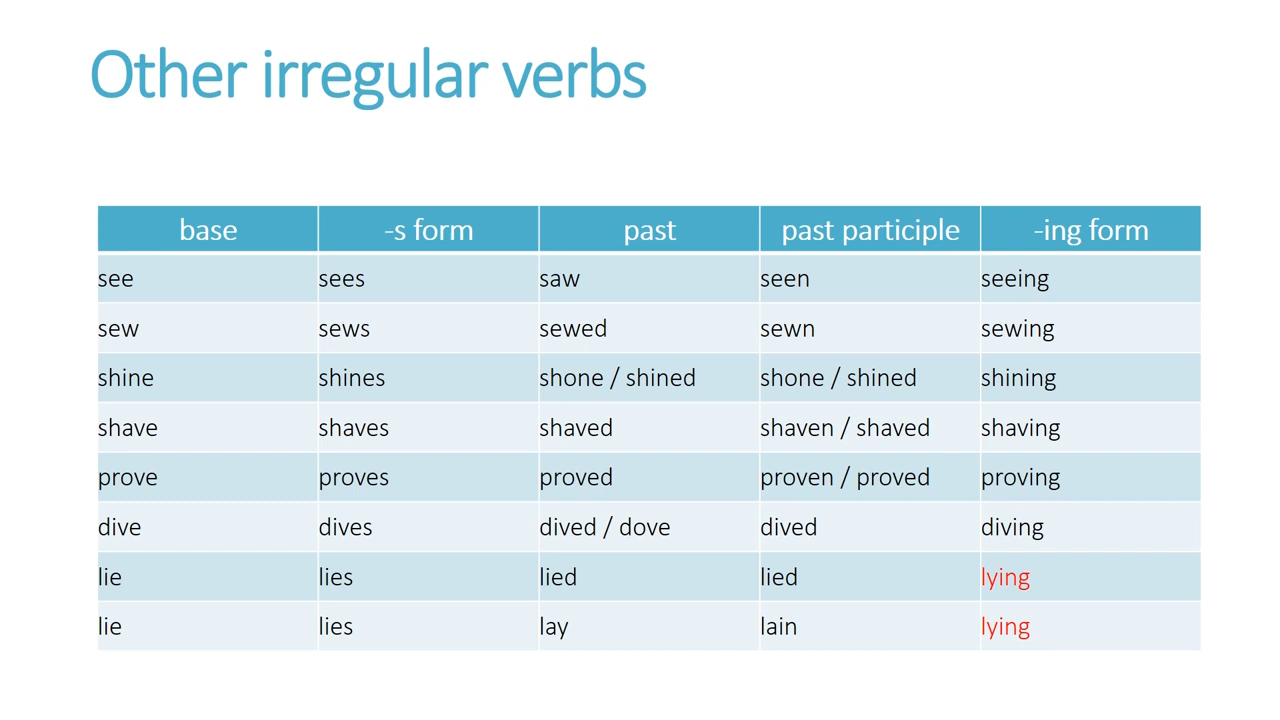 Other irregular verbs
base -s form past past participle -ing form
see sees saw seen seeing
sew sews sewed sewn sewing
shine shines shone / shined shone / shined shining
shave shaves shaved shaven / shaved shaving
prove proves proved proven / proved proving
dive dives dived / dove dived diving
lie lies lied lied lying
lie lies lay lain lying